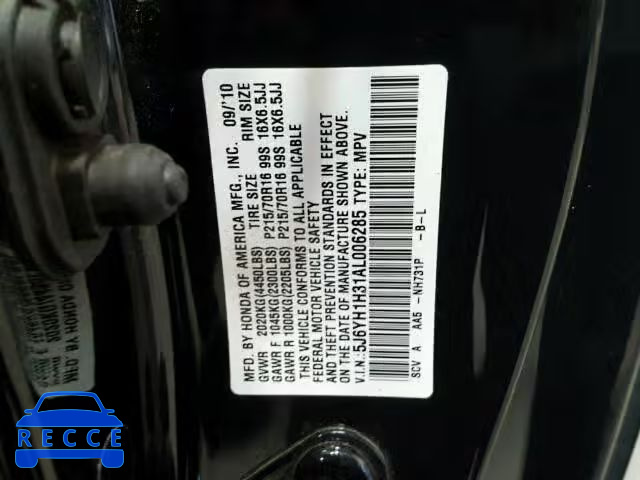 MFD. BY HONDA OF AMERICA MFG., INC. 09/'10
GVWR 2020KG(4450LBS) TIRE SIZE RIM SIZE
GAWR F 1045KG(2300LBS) P215/70R16 99S 16X6.5JJ
GAWR R 1000KG(2205LBS) P215/70R16 99S 16X6.5JJ
THIS VEHICLE CONFORMS TO ALL APPLICABLE
FEDERAL MOTOR VEHICLE SAFETY
AND THEFT PREVENTION STANDARDS IN EFFECT
ON THE DATE OF MANUFACTURE SHOWN ABOVE.
V.I.N.:5J6YH1H31AL006285 TYPE: MPV
SCV A AA5 -NH731P -B-L
MFD. BY HONDA
RECCE